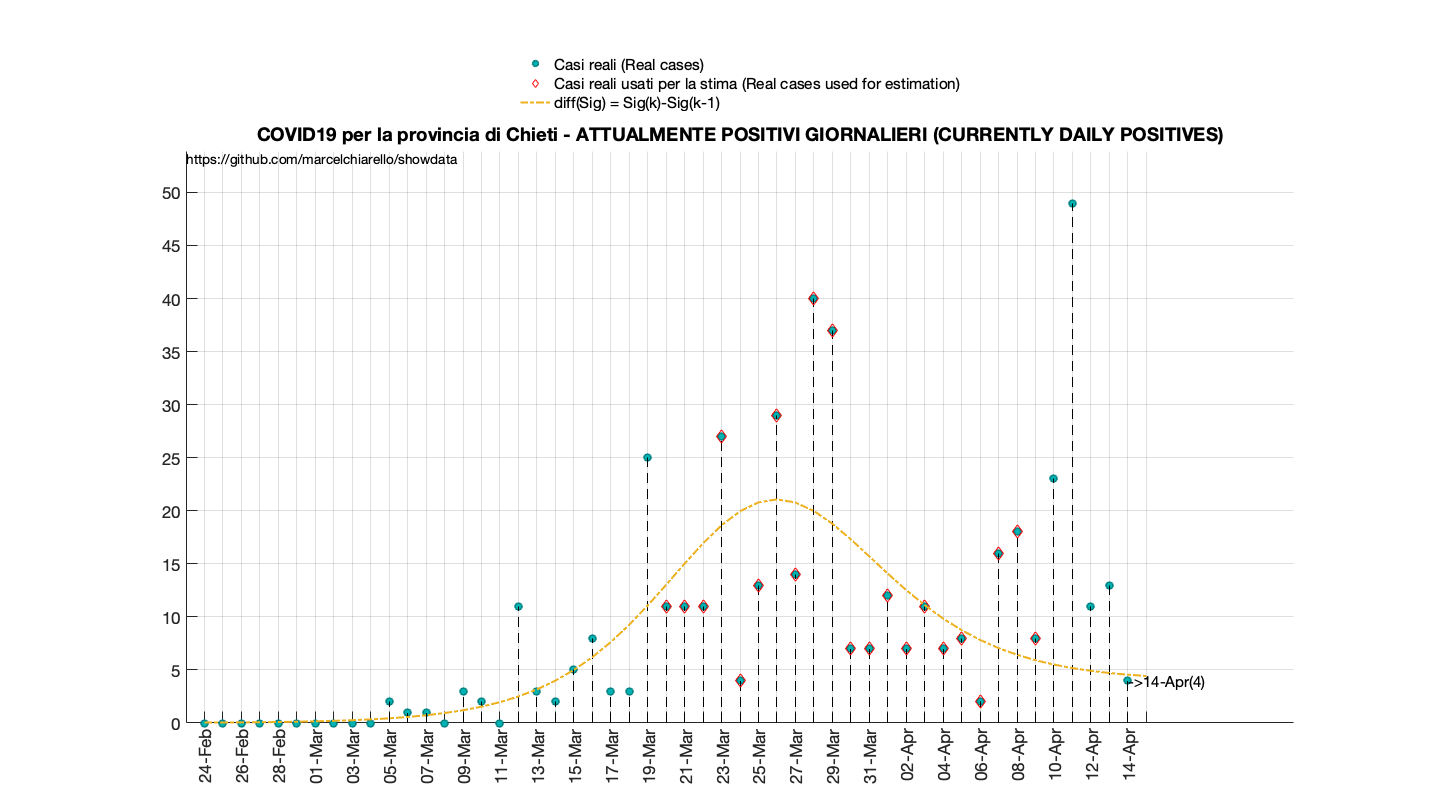 Casi reali (Real cases)
Casi reali usati per la stima (Real cases used for estimation)
diff(Sig) = Sig(k)-Sig(k-1)
COVID19 per la provincia di Chieti - ATTUALMENTE POSITIVI GIORNALIERI (CURRENTLY DAILY POSITIVES)
https://github.com/marcelchiarello/showdata
50
45
40
35
30
25
20
15
10
5
0
->14-Apr(4)
24-Feb
26-Feb
28-Feb
01-Mar
03-Mar
05-Mar
07-Mar
09-Mar
11-Mar
13-Mar
15-Mar
17-Mar
19-Mar
21-Mar
23-Mar
25-Mar
27-Mar
29-Mar
31-Mar
02-Apr
04-Apr
06-Apr
08-Apr
10-Apr
12-Apr
14-Apr